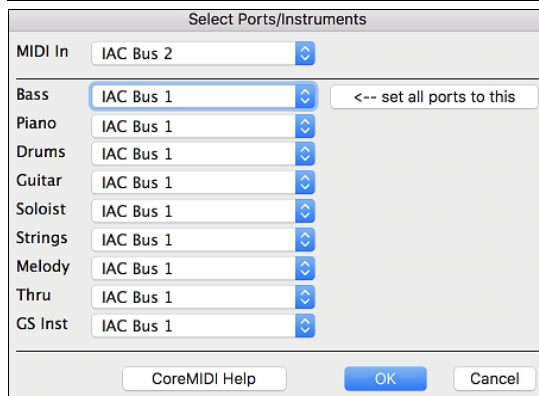 Select Ports/Instruments
MIDI In IAC Bus 2
Bass IAC Bus 1 <-- set all ports to this
Piano IAC Bus 1
Drums IAC Bus 1
Guitar IAC Bus 1
Soloist IAC Bus 1
Strings IAC Bus 1
Melody IAC Bus 1
Thru IAC Bus 1
GS Inst IAC Bus 1
CoreMIDI Help OK Cancel